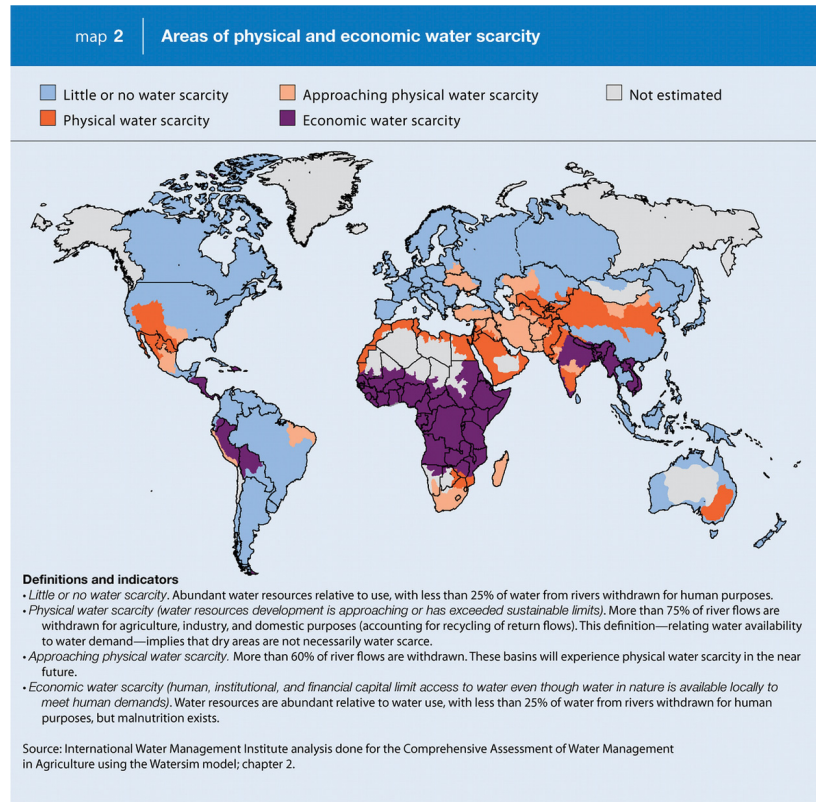 map 2 Areas of physical and economic water scarcity
Little or no water scarcity Approaching physical water scarcity Not estimated
Physical water scarcity Economic water scarcity
Definitions and indicators
• Little or no water scarcity. Abundant water resources relative to use, with less than 25% of water from rivers withdrawn for human purposes.
• Physical water scarcity (water resources development is approaching or has exceeded sustainable limits). More than 75% of river flows are
withdrawn for agriculture, industry, and domestic purposes (accounting for recycling of return flows). This definition—relating water availability
to water demand—implies that dry areas are not necessarily water scarce.
• Approaching physical water scarcity. More than 60% of river flows are withdrawn. These basins will experience physical water scarcity in the near
future.
• Economic water scarcity (human, institutional, and financial capital limit access to water even though water in nature is available locally to
meet human demands). Water resources are abundant relative to water use, with less than 25% of water from rivers withdrawn for human
purposes, but malnutrition exists.
Source: International Water Management Institute analysis done for the Comprehensive Assessment of Water Management
in Agriculture using the Watersim model; chapter 2.